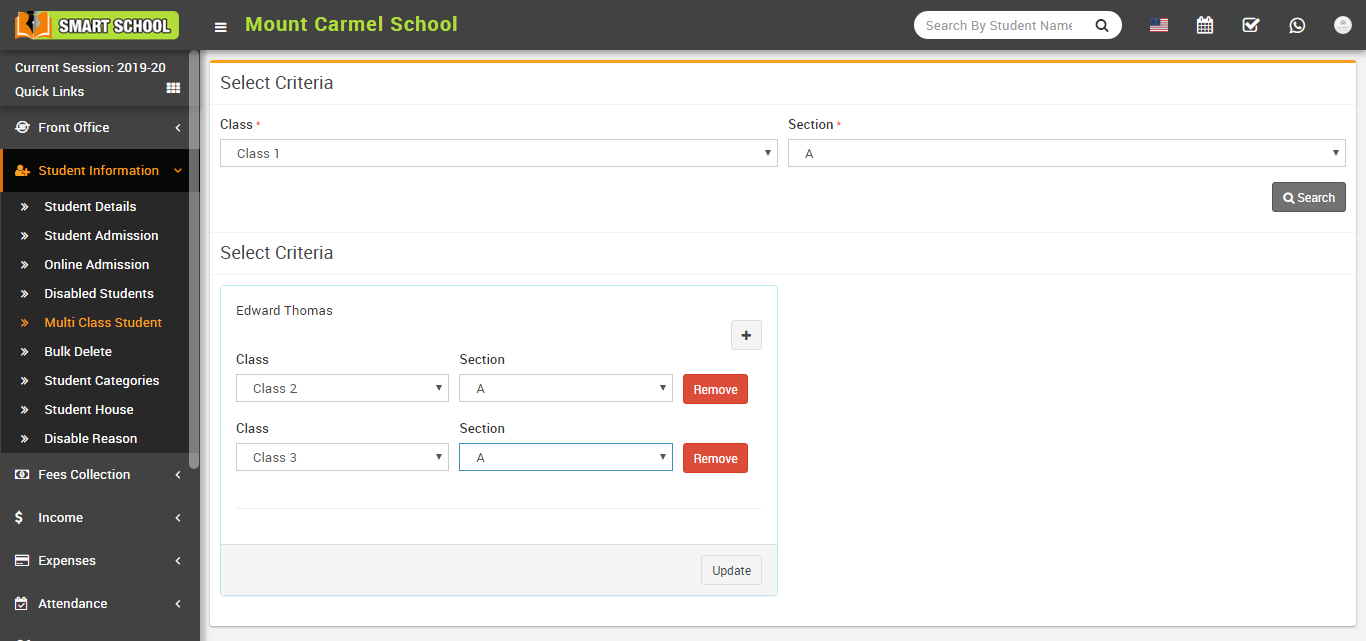 SMART SCHOOL
Mount Carmel School
Search By Student Name
Current Session: 2019-20
Quick Links
Front Office
Student Information
Student Details
Student Admission
Online Admission
Disabled Students
Multi Class Student
Bulk Delete
Student Categories
Student House
Disable Reason
Fees Collection
Income
Expenses
Attendance
Select Criteria
Class * Section *
Class 1 A
Search
Select Criteria
Edward Thomas
+
Class Section
Class 2 A Remove
Class Section
Class 3 A Remove
Update